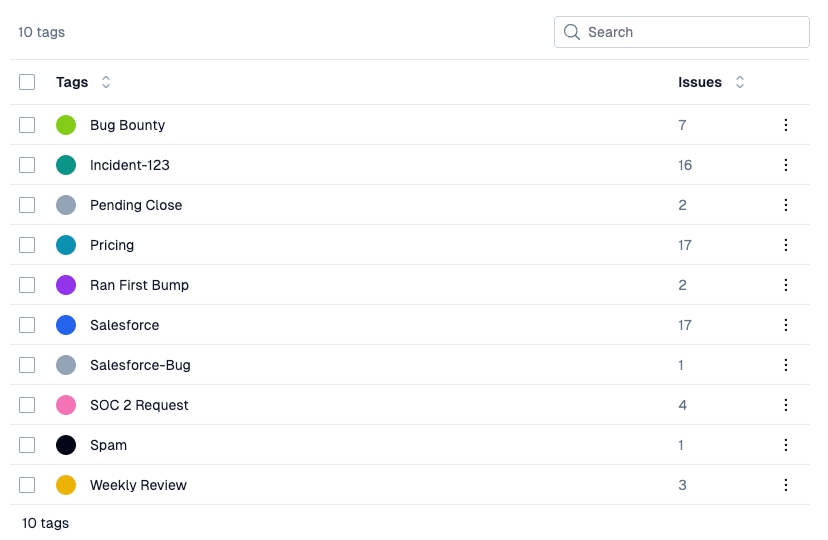 10 tags
Search
Tags Issues
Bug Bounty 7
Incident-123 16
Pending Close 2
Pricing 17
Ran First Bump 2
Salesforce 17
Salesforce-Bug 1
SOC 2 Request 4
Spam 1
Weekly Review 3
10 tags